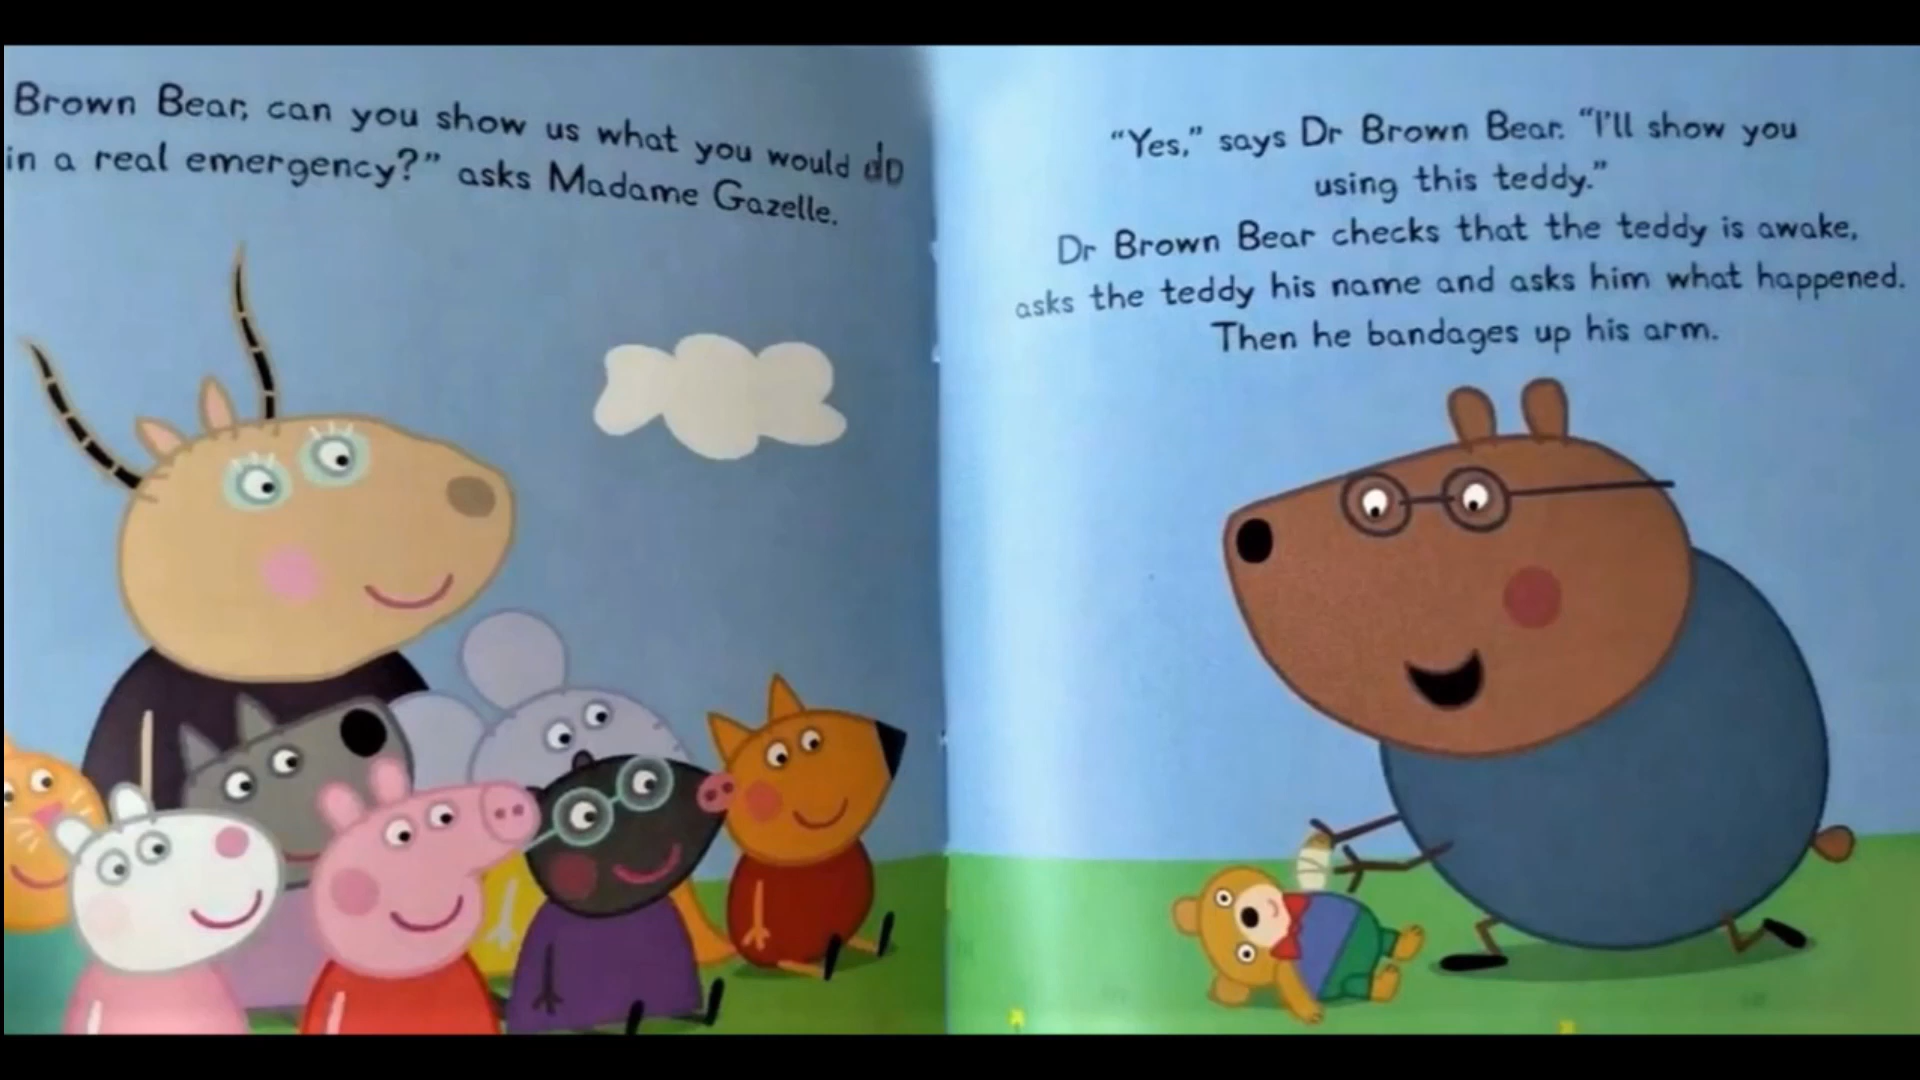 Brown Bear, can you show us what you would do
in a real emergency?” asks Madame Gazelle.
“Yes,” says Dr Brown Bear. “I'll show you
using this teddy.”
Dr Brown Bear checks that the teddy is awake,
asks the teddy his name and asks him what happened.
Then he bandages up his arm.